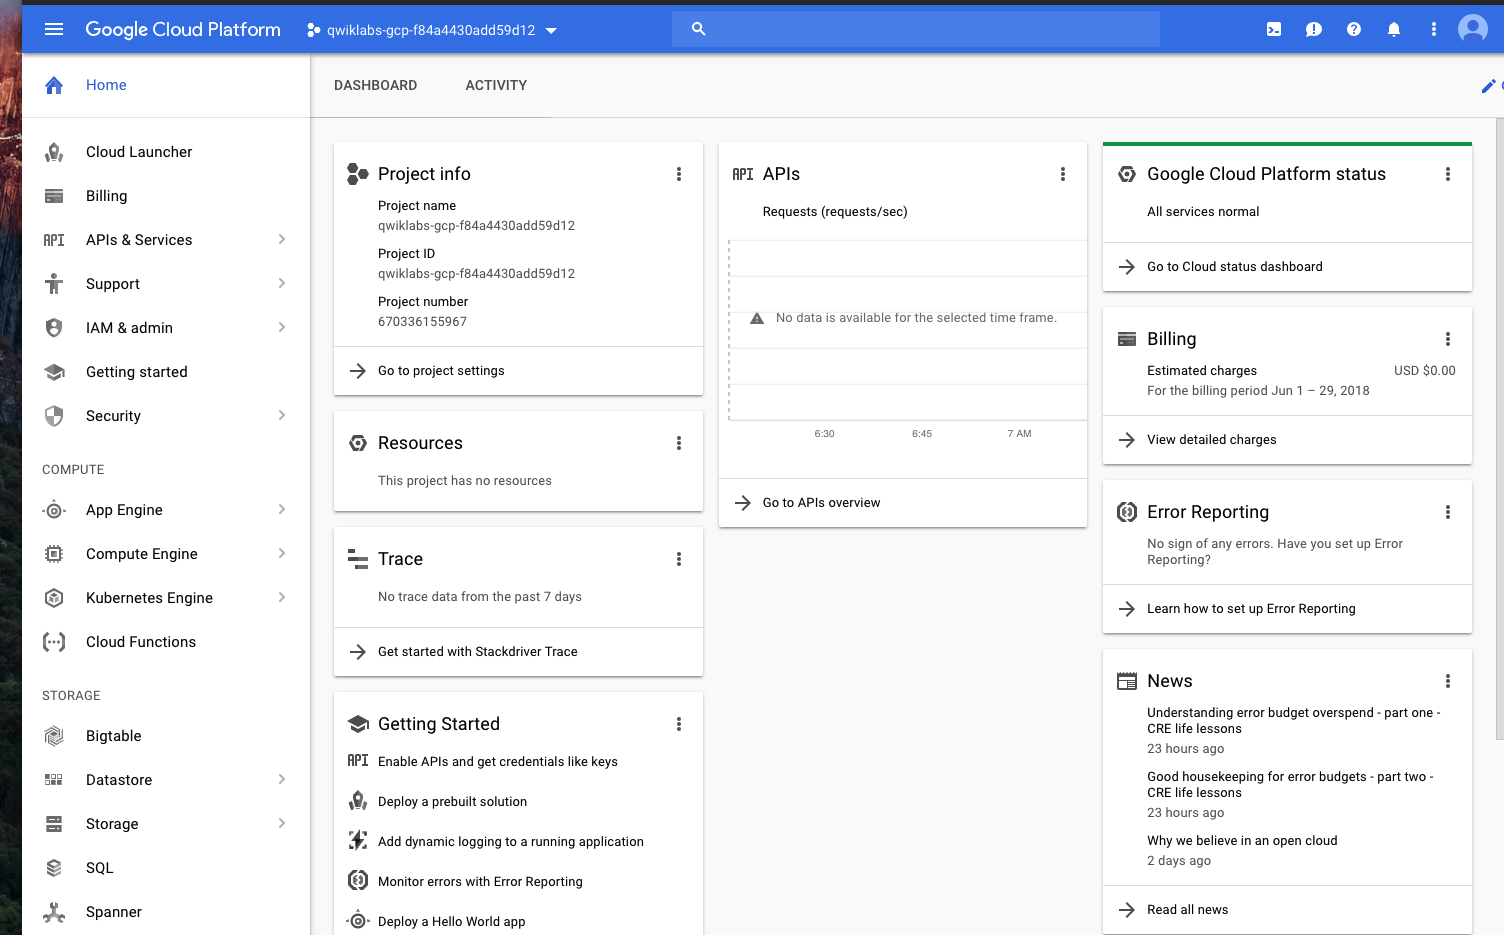 Google Cloud Platform
qwiklabs-gcp-f84a4430add59d12
Home
Cloud Launcher
Billing
API
APIs & Services
Support
IAM & admin
Getting started
Security
COMPUTE
App Engine
Compute Engine
Kubernetes Engine
Cloud Functions
STORAGE
Bigtable
Datastore
Storage
SQL
Spanner
DASHBOARD
ACTIVITY
Project info
Project name
qwiklabs-gcp-f84a4430add59d12
Project ID
qwiklabs-gcp-f84a4430add59d12
Project number
670336155967
Go to project settings
Resources
This project has no resources
Trace
No trace data from the past 7 days
Get started with Stackdriver Trace
Getting Started
API
Enable APIs and get credentials like keys
Deploy a prebuilt solution
Add dynamic logging to a running application
Monitor errors with Error Reporting
Deploy a Hello World app
API
APIs
Requests (requests/sec)
No data is available for the selected time frame.
6:30
6:45
7 AM
Go to APIs overview
Google Cloud Platform status
All services normal
Go to Cloud status dashboard
Billing
Estimated charges
USD $0.00
For the billing period Jun 1 – 29, 2018
View detailed charges
Error Reporting
No sign of any errors. Have you set up Error
Reporting?
Learn how to set up Error Reporting
News
Understanding error budget overspend - part one -
CRE life lessons
23 hours ago
Good housekeeping for error budgets - part two -
CRE life lessons
23 hours ago
Why we believe in an open cloud
2 days ago
Read all news